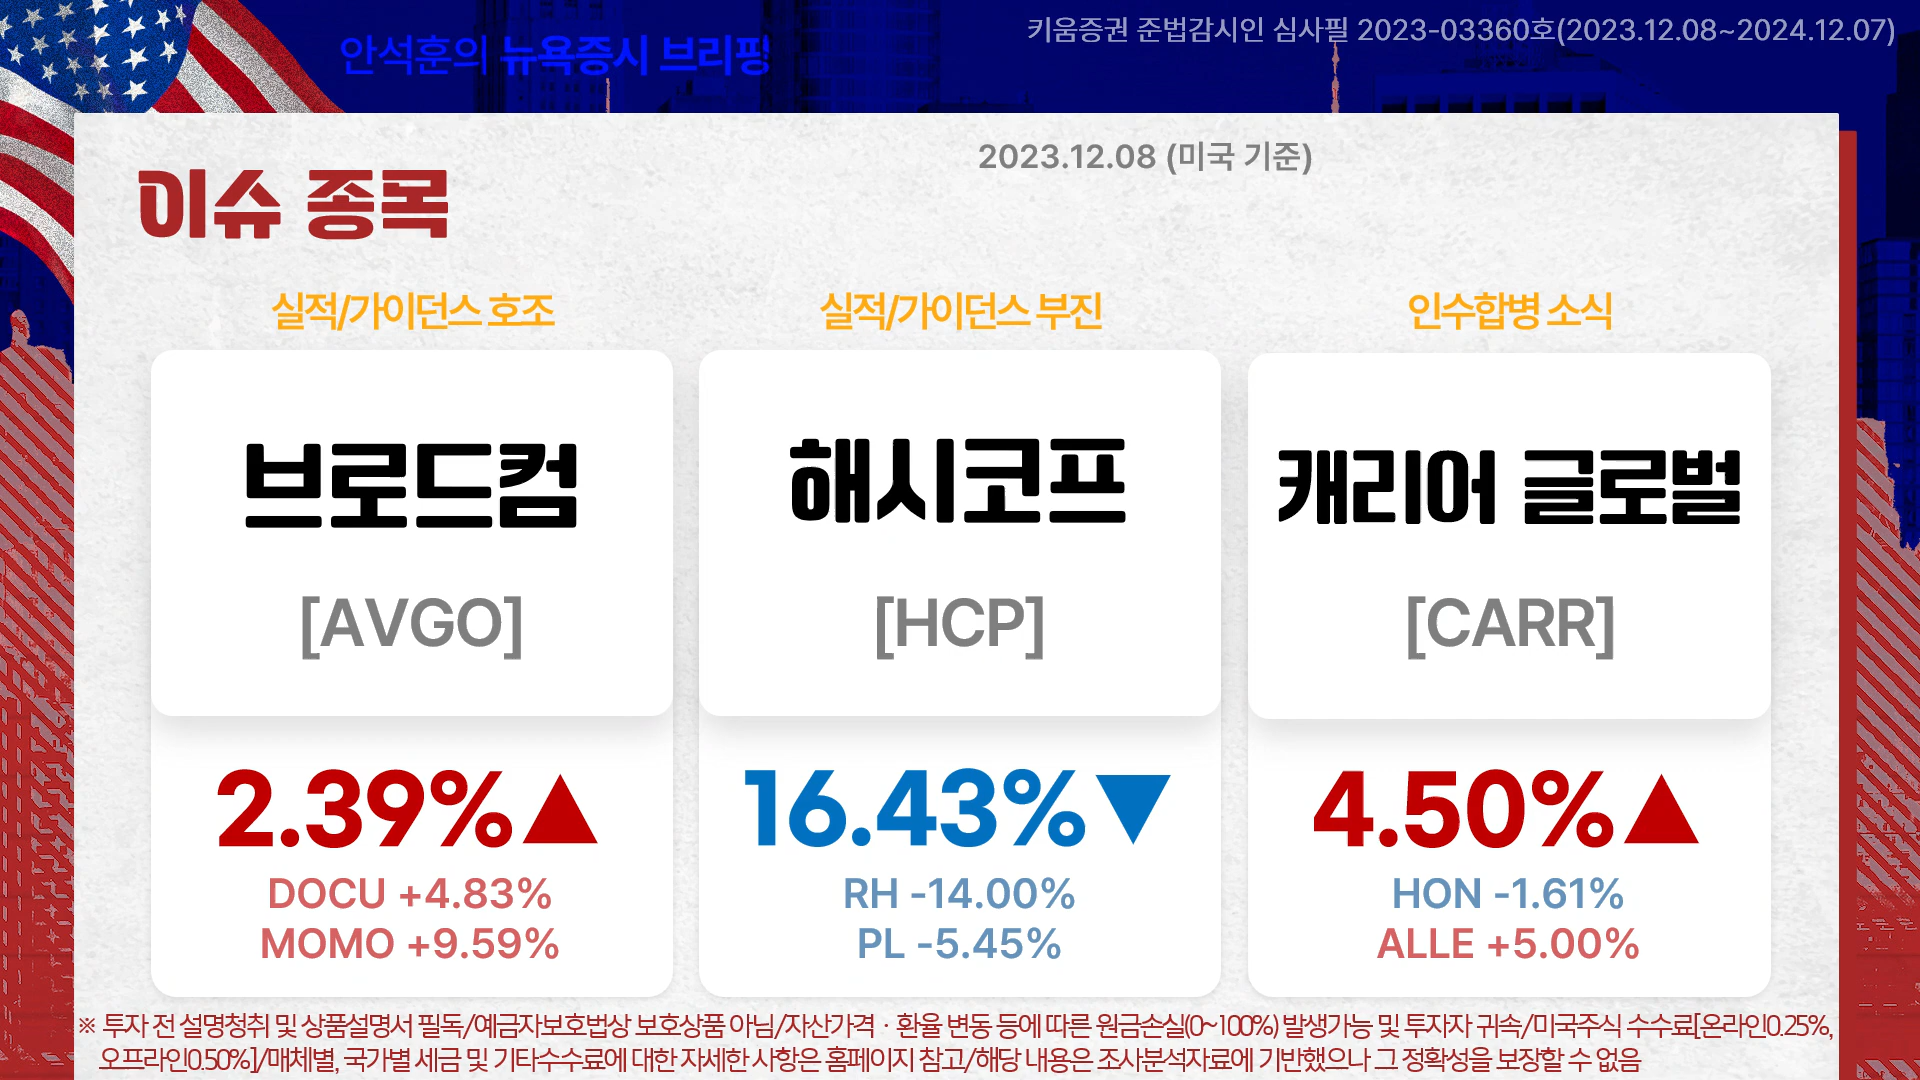 키움증권 준법감시인 심사필 2023-03360호(2023.12.08~2024.12.07)
안석훈의 뉴욕증시 브리핑
2023.12.08 (미국 기준)
이슈 종목
실적/가이던스 호조
브로드컴
[AVGO]
2.39%▲
DOCU +4.83%
MOMO +9.59%
실적/가이던스 부진
해시코프
[HCP]
16.43%▼
RH -14.00%
PL -5.45%
인수합병 소식
캐리어 글로벌
[CARR]
4.50%▲
HON -1.61%
ALLE +5.00%
※ 투자 전 설명청취 및 상품설명서 필독/예금자보호법상 보호상품 아님/자산가격ㆍ환율 변동 등에 따른 원금손실(0~100%) 발생가능 및 투자자 귀속/미국주식 수수료[온라인0.25%,
오프라인0.50%]/매체별, 국가별 세금 및 기타수수료에 대한 자세한 사항은 홈페이지 참고/해당 내용은 조사분석자료에 기반했으나 그 정확성을 보장할 수 없음